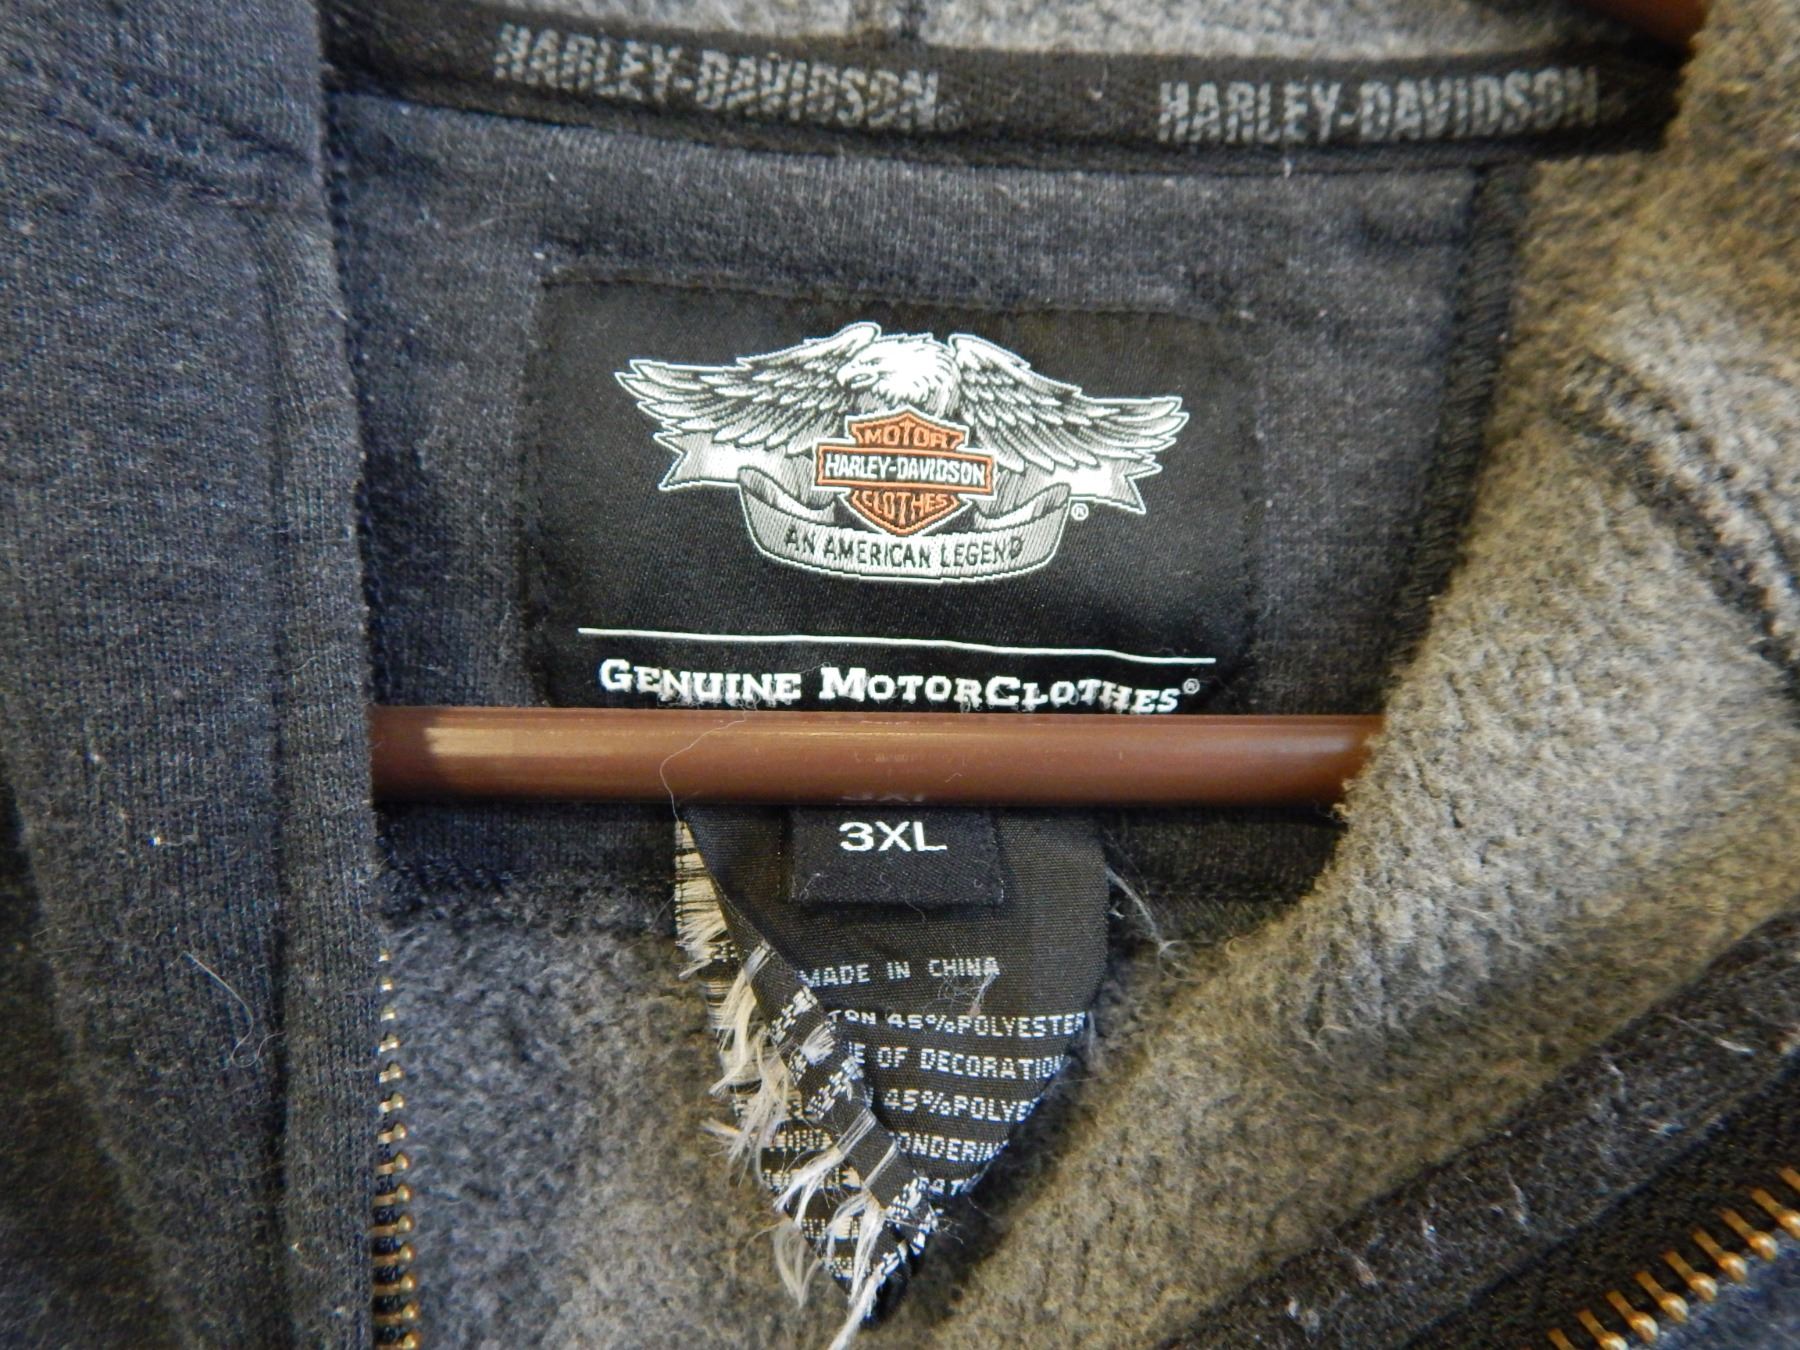 HARLEY-DAVIDSON HARLEY-DAVIDSON
MOTOR
HARLEY-DAVIDSON
CLOTHES
®
AN AMERICAN LEGEND
GENUINE MOTORCLOTHES®
3XL
MADE IN CHINA
45%POLYESTER
OF DECORATION
45%POLYE